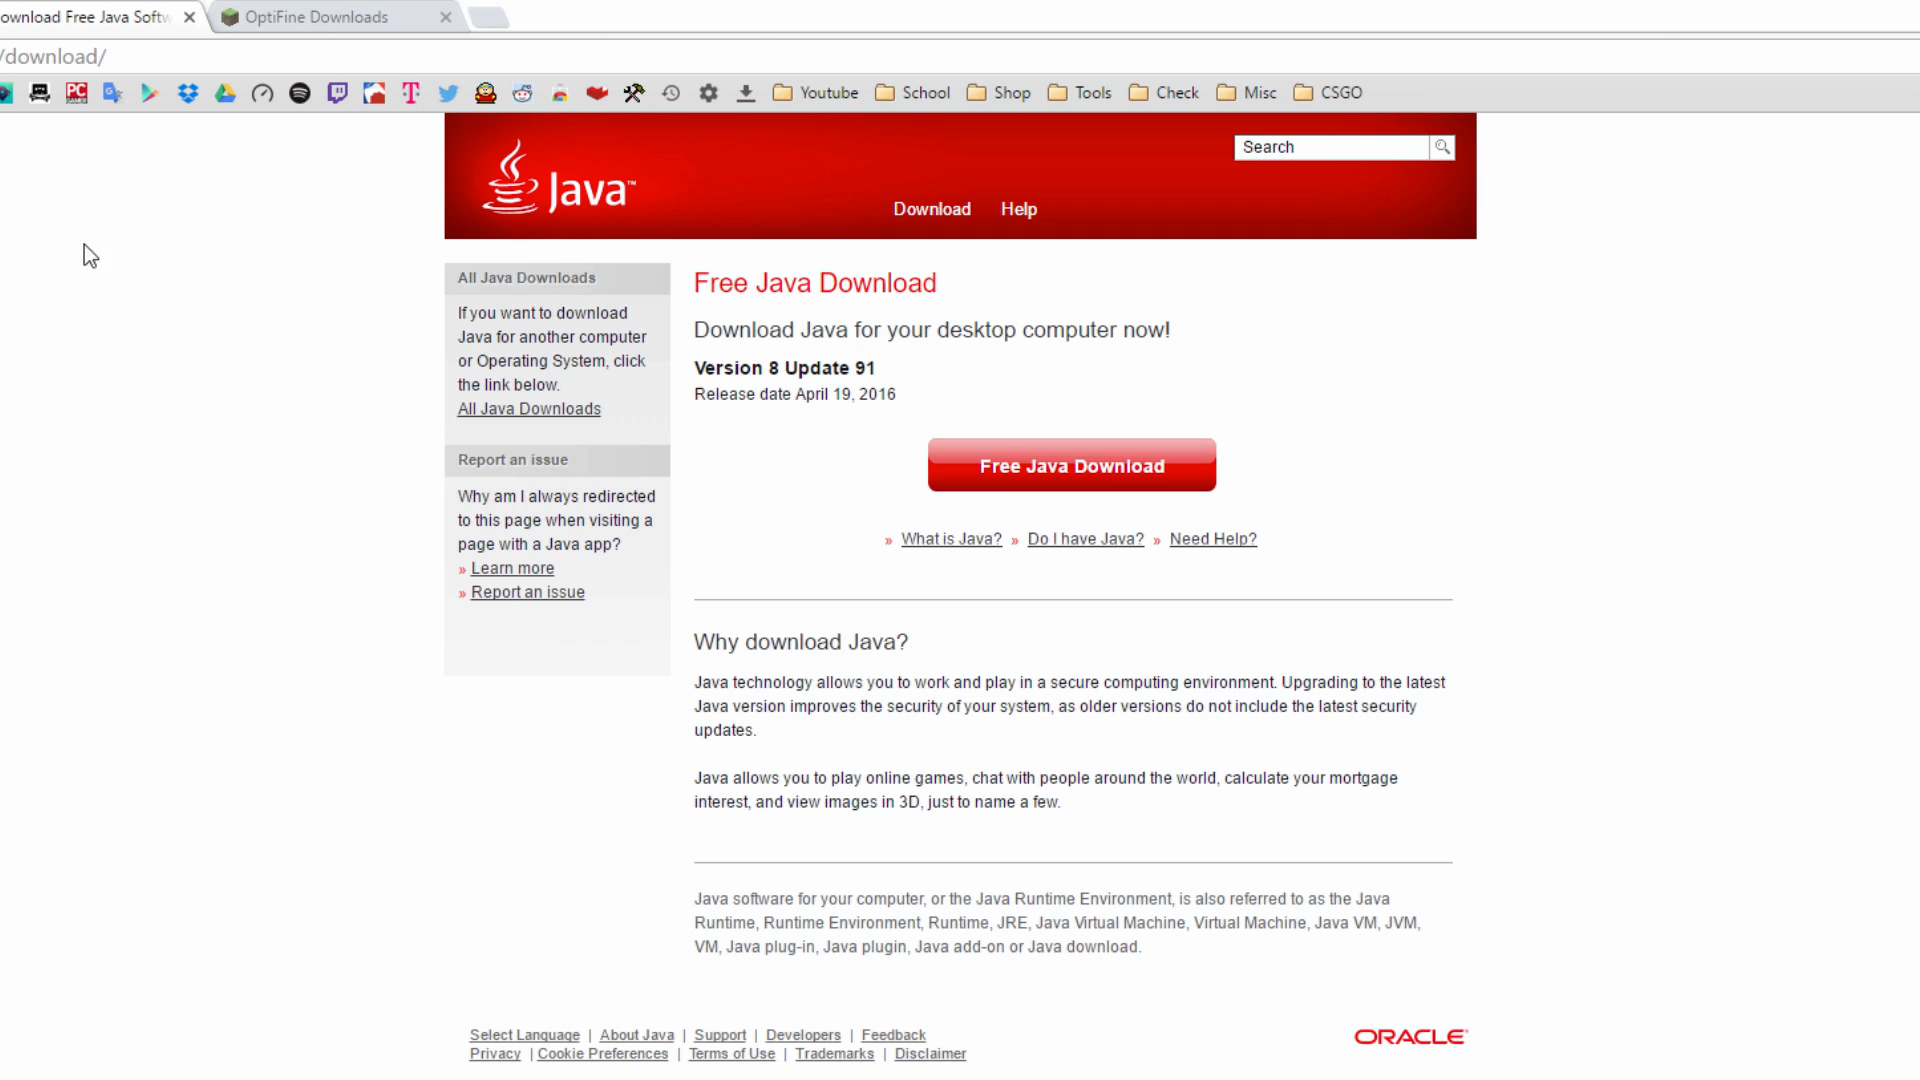 ownload Free Java Softw
OptiFine Downloads
/download/
PC
Youtube School Shop Tools Check Misc CSGO
Java™
Search
Download Help
All Java Downloads
If you want to download
Java for another computer
or Operating System, click
the link below.
All Java Downloads
Report an issue
Why am I always redirected
to this page when visiting a
page with a Java app?
» Learn more
» Report an issue
Free Java Download
Download Java for your desktop computer now!
Version 8 Update 91
Release date April 19, 2016
Free Java Download
» What is Java? » Do I have Java? » Need Help?
Why download Java?
Java technology allows you to work and play in a secure computing environment. Upgrading to the latest
Java version improves the security of your system, as older versions do not include the latest security
updates.
Java allows you to play online games, chat with people around the world, calculate your mortgage
interest, and view images in 3D, just to name a few.
Java software for your computer, or the Java Runtime Environment, is also referred to as the Java
Runtime, Runtime Environment, Runtime, JRE, Java Virtual Machine, Virtual Machine, Java VM, JVM,
VM, Java plug-in, Java plugin, Java add-on or Java download.
Select Language | About Java | Support | Developers | Feedback
Privacy | Cookie Preferences | Terms of Use | Trademarks | Disclaimer
ORACLE